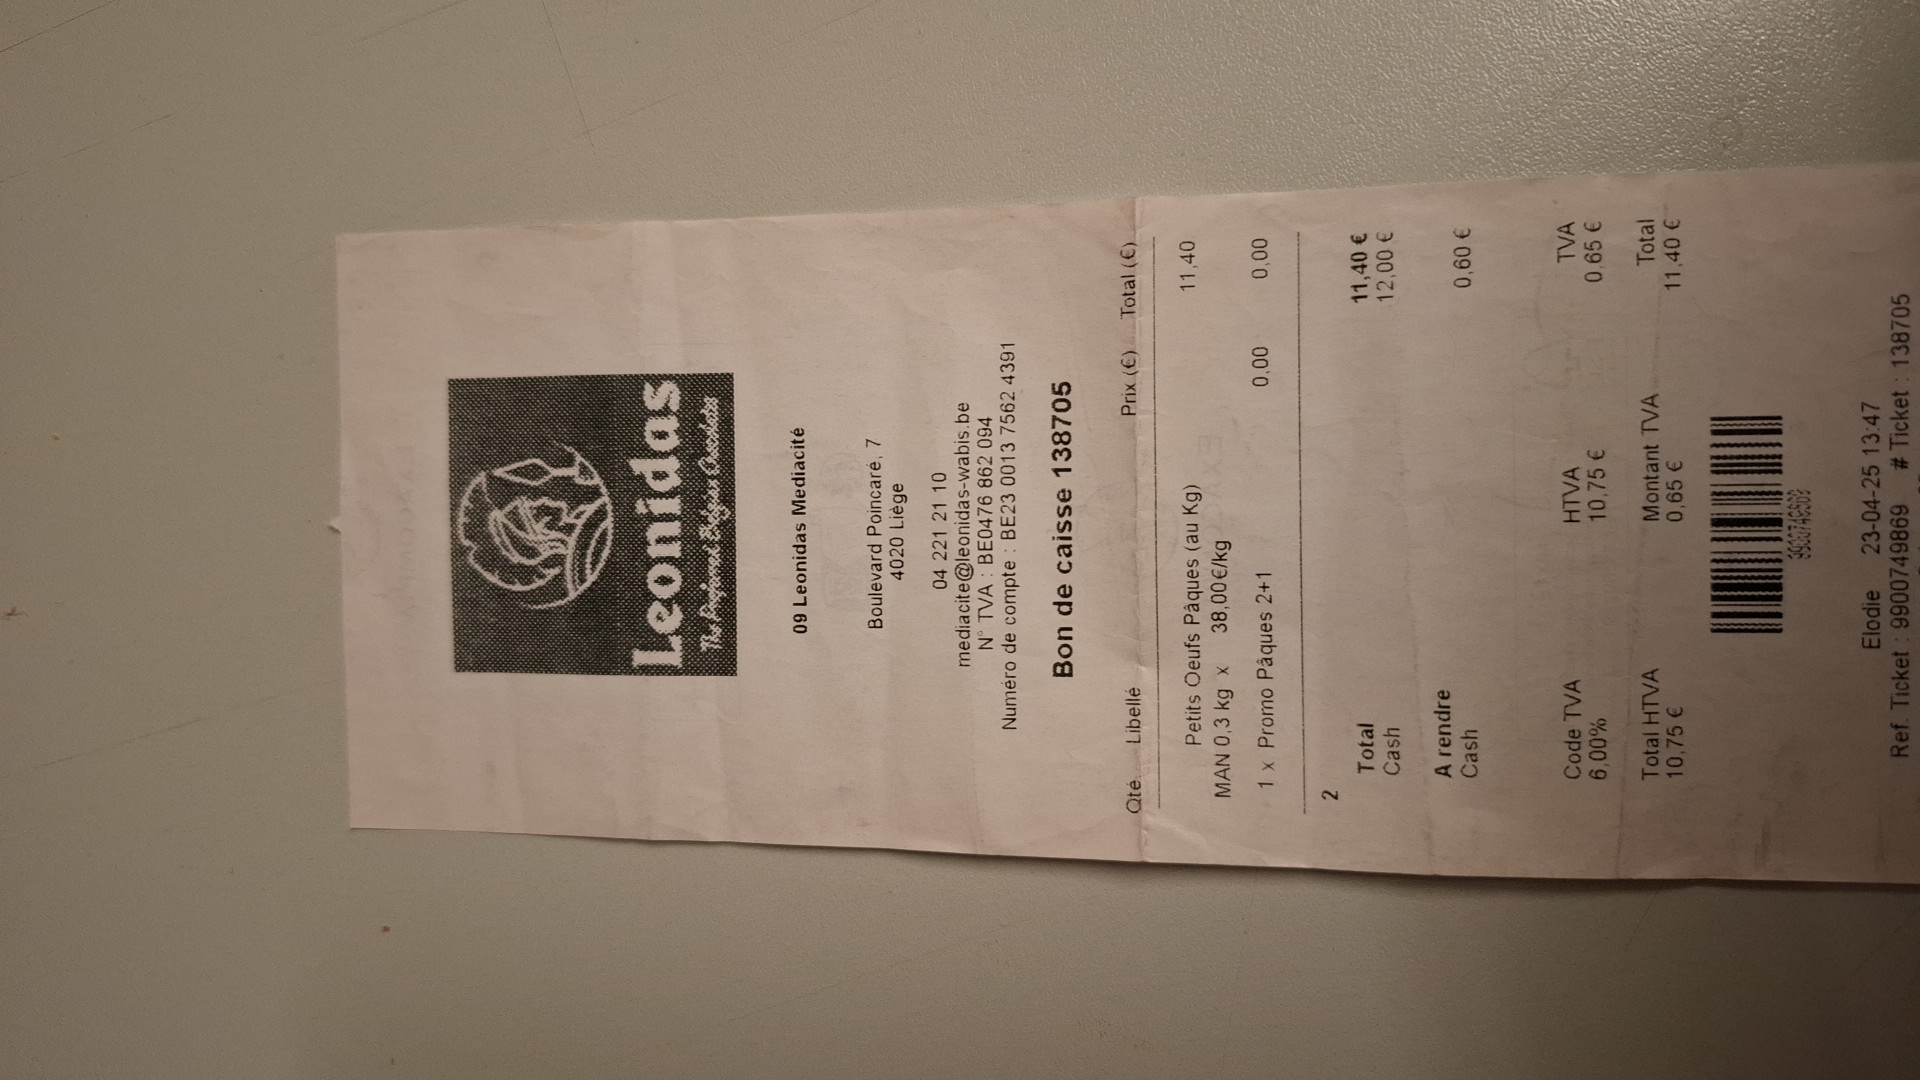 Leonidas
The Preferred Belgian Chocolates
09 Leonidas Mediacité
Boulevard Poincaré, 7
4020 Liège
04 221 21 10
mediacite@leonidas-wabis.be
N° TVA : BE0476 862 094
Numéro de compte : BE23 0013 7562 4391
Bon de caisse 138705
Qté Libellé Prix (€) Total (€)
Petits Oeufs Pâques (au Kg) 11,40
MAN 0,3 kg x 38,00€/kg
1 x Promo Pâques 2+1 0,00 0,00
2
Total 11,40 €
Cash 12,00 €
A rendre
Cash 0,60 €
Code TVA HTVA TVA
6,00% 10,75 € 0,65 €
Total HTVA Montant TVA Total
10,75 € 0,65 € 11,40 €
Elodie 23-04-25 13:47
Ref. Ticket : 9900749869 # Ticket : 138705